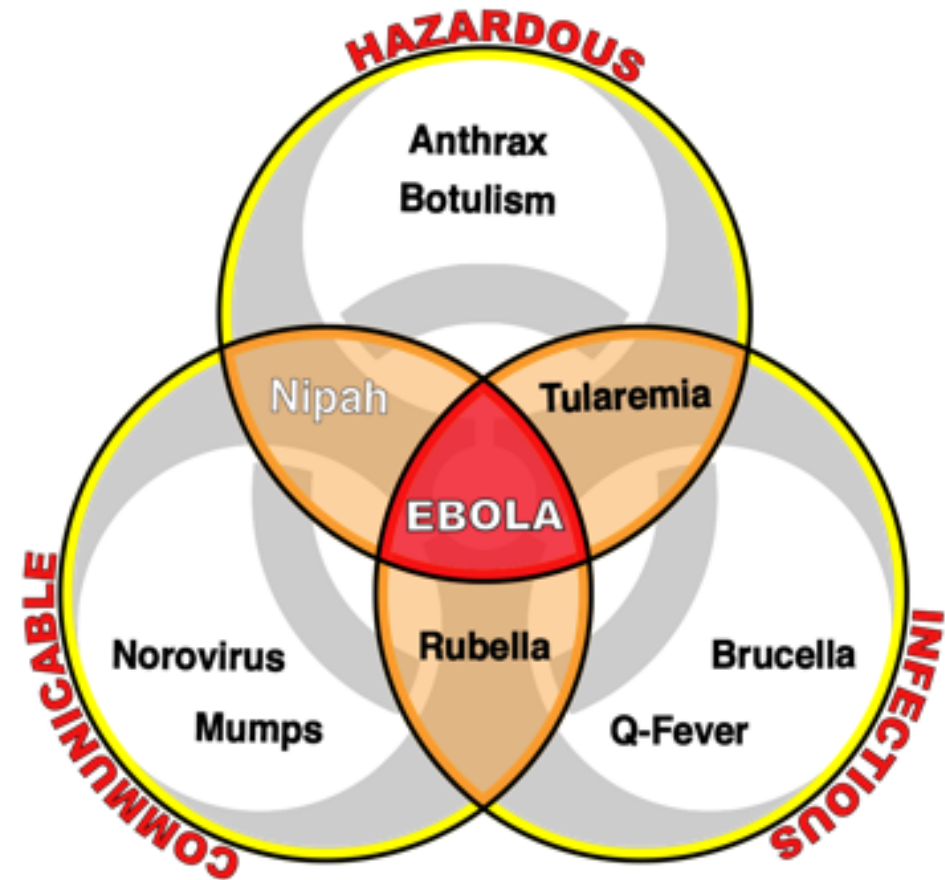 HAZARDOUS
Anthrax
Botulism
Nipah
Tularemia
EBOLA
Rubella
Norovirus
Mumps
Brucella
Q-Fever
COMMUNICABLE
INFECTIOUS